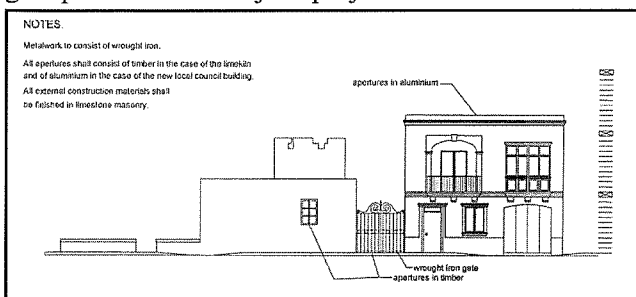 NOTES.
Metalwork to consist of wrought iron.
All apertures shall consist of timber in the case of the limekiln
and of aluminium in the case of the new local council building.
All external construction materials shall
be finished in limestone masonry.
apertures in aluminium
wrought iron gate
apertures in timber